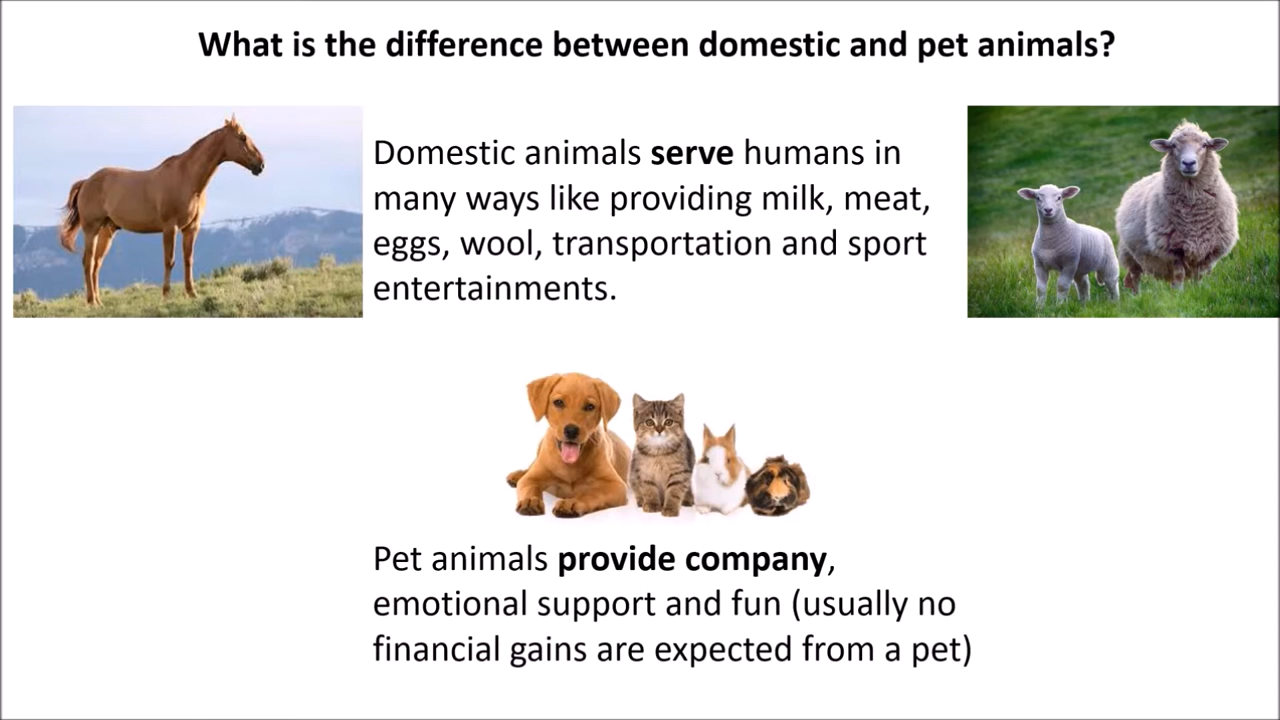 What is the difference between domestic and pet animals?
Domestic animals serve humans in
many ways like providing milk, meat,
eggs, wool, transportation and sport
entertainments.
Pet animals provide company,
emotional support and fun (usually no
financial gains are expected from a pet)